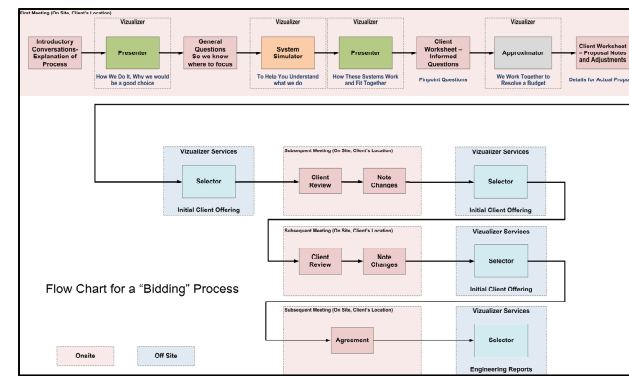 First Meeting (On Site, Client's Location)
Vizualizer
Vizualizer
Vizualizer
Vizualizer
Introductory
Conversations-
Explanation of
Process
Presenter
General
Questions
So we know
where to focus
System
Simulator
Presenter
Client
Worksheet –
Informed
Questions
Approximator
Client Worksheet
– Proposal Notes
and Adjustments
How We Do It, Why we would
be a good choice
To Help You Understand
what we do
How These Systems Work
and Fit Together
Pinpoint Questions
We Work Together to
Resolve a Budget
Details for Actual Propo
Vizualizer Services
Selector
Initial Client Offering
Subsequent Meeting (On Site, Client's Location)
Client
Review
Note
Changes
Vizualizer Services
Selector
Initial Client Offering
Subsequent Meeting (On Site, Client's Location)
Client
Review
Note
Changes
Vizualizer Services
Selector
Initial Client Offering
Flow Chart for a “Bidding” Process
Subsequent Meeting (On Site, Client's Location)
Agreement
Vizualizer Services
Selector
Engineering Reports
Onsite
Off Site